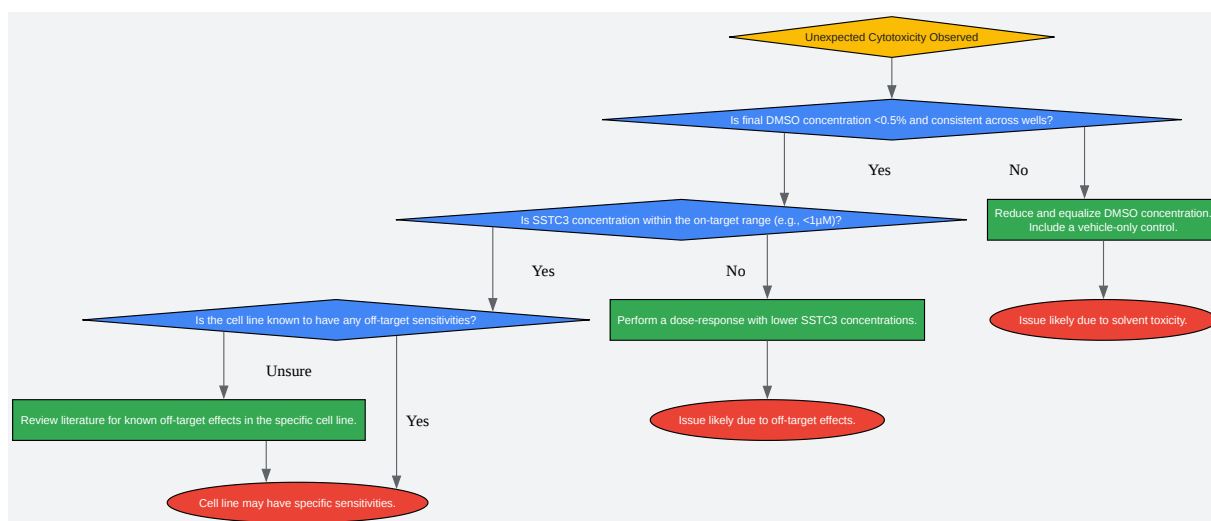 Unexpected Cytotoxicity Observed
Is final DMSO concentration <0.5% and consistent across wells?
Yes
No
Is SSTC3 concentration within the on-target range (e.g., <1μM)?
Reduce and equalize DMSO concentration.
Include a vehicle-only control.
Yes
No
Is the cell line known to have any off-target sensitivities?
Perform a dose-response with lower SSTC3 concentrations.
Issue likely due to solvent toxicity.
Unsure
Yes
Review literature for known off-target effects in the specific cell line.
Issue likely due to off-target effects.
Cell line may have specific sensitivities.